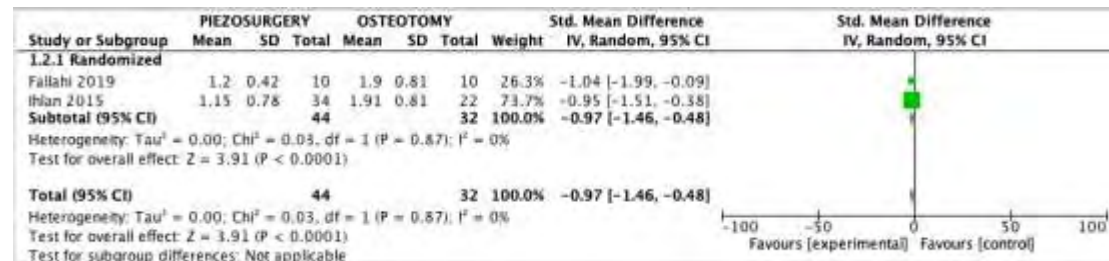 PIEZOSURGERY OSTEOTOMY Std. Mean Difference Std. Mean Difference
Study or Subgroup Mean SD Total Mean SD Total Weight IV, Random, 95% CI IV, Random, 95% CI
1.2.1 Randomized
Fallahi 2019 1.2 0.42 10 1.9 0.81 10 26.3% -1.04 [-1.99, -0.09]
Ihlan 2015 1.15 0.78 34 1.91 0.81 22 73.7% -0.95 [-1.51, -0.38]
Subtotal (95% CI) 44 32 100.0% -0.97 [-1.46, -0.48]
Heterogeneity: Tau² = 0.00; Chi² = 0.03, df = 1 (P = 0.87); I² = 0%
Test for overall effect: Z = 3.91 (P < 0.0001)
Total (95% CI) 44 32 100.0% -0.97 [-1.46, -0.48]
Heterogeneity: Tau² = 0.00; Chi² = 0.03, df = 1 (P = 0.87); I² = 0%
Test for overall effect: Z = 3.91 (P < 0.0001)
Test for subgroup differences: Not applicable
-100 -50 0 50 100
Favours [experimental] Favours [control]